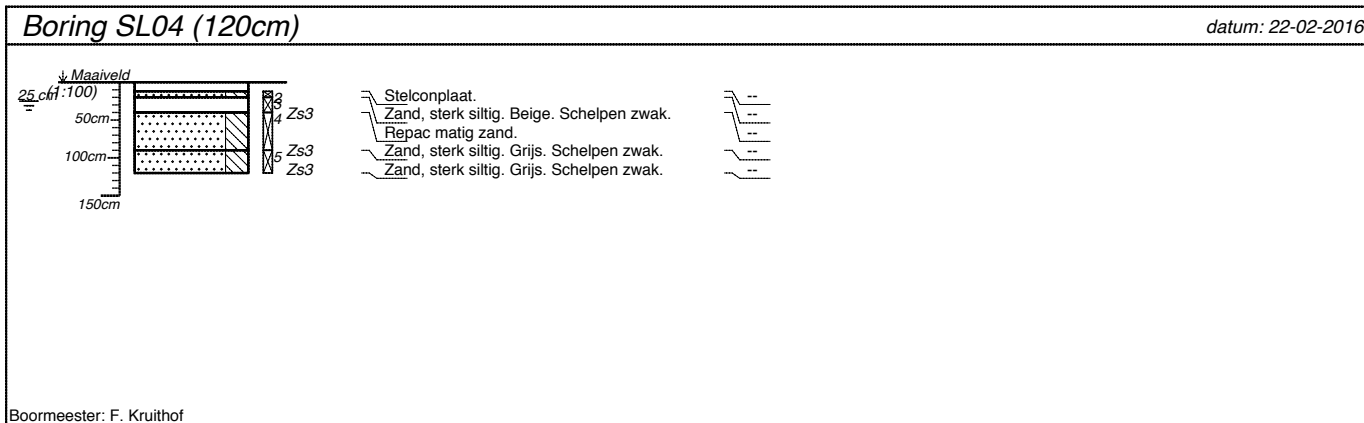 Boring SL04 (120cm)
datum: 22-02-2016
Maaiveld
25 cm (1:100)
50cm
100cm
150cm
2
3
4
5
Zs3
Zs3
Zs3
Stelconplaat.
--
Zand, sterk siltig. Beige. Schelpen zwak.
--
Repac matig zand.
--
Zand, sterk siltig. Grijs. Schelpen zwak.
--
Zand, sterk siltig. Grijs. Schelpen zwak.
--
Boormeester: F. Kruithof